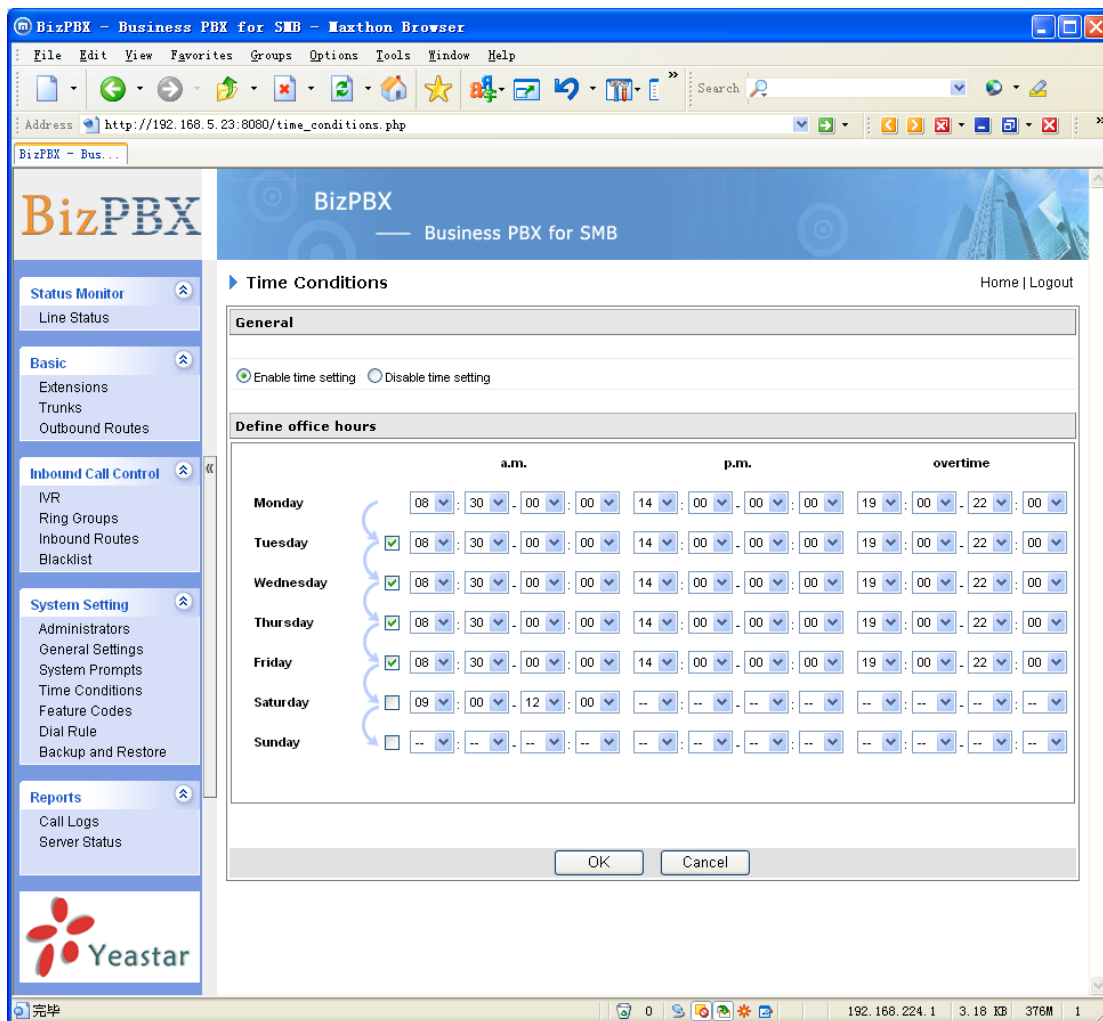 BizPBX - Business PBX for SMB - Maxthon Browser
File Edit View Favorites Groups Options Tools Window Help
Search
Address http://192.168.5.23:8080/time_conditions.php
BizPBX - Bus...
BizPBX
BizPBX
—— Business PBX for SMB
Time Conditions
Home | Logout
Status Monitor
Line Status
Basic
Extensions
Trunks
Outbound Routes
Inbound Call Control
IVR
Ring Groups
Inbound Routes
Blacklist
System Setting
Administrators
General Settings
System Prompts
Time Conditions
Feature Codes
Dial Rule
Backup and Restore
Reports
Call Logs
Server Status
Yeastar
General
Enable time setting Disable time setting
Define office hours
a.m. p.m. overtime
Monday 08 : 30 - 00 : 00 14 : 00 - 00 : 00 19 : 00 - 22 : 00
Tuesday 08 : 30 - 00 : 00 14 : 00 - 00 : 00 19 : 00 - 22 : 00
Wednesday 08 : 30 - 00 : 00 14 : 00 - 00 : 00 19 : 00 - 22 : 00
Thursday 08 : 30 - 00 : 00 14 : 00 - 00 : 00 19 : 00 - 22 : 00
Friday 08 : 30 - 00 : 00 14 : 00 - 00 : 00 19 : 00 - 22 : 00
Saturday 09 : 00 - 12 : 00 -- : -- - -- : -- -- : -- - -- : --
Sunday -- : -- - -- : -- -- : -- - -- : -- -- : -- - -- : --
OK Cancel
完毕 0 192.168.224.1 3.18 KB 376M 1